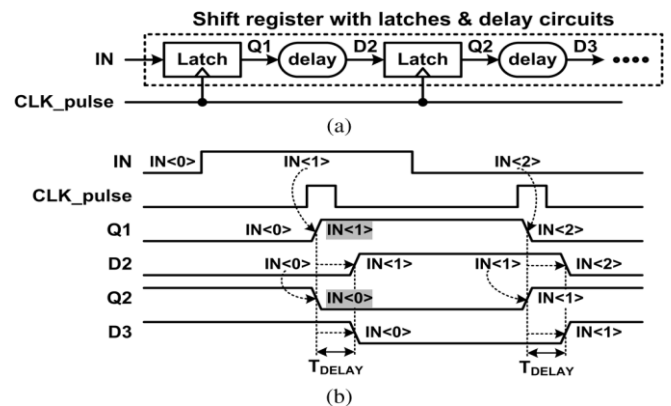 Shift register with latches & delay circuits
IN Latch Q1 delay D2 Latch Q2 delay D3
CLK_pulse
(a)
IN IN<0> IN<1> IN<2>
CLK_pulse
Q1 IN<0> IN<1> IN<2>
D2 IN<0> IN<1> IN<1> IN<2>
Q2 IN<0> IN<1>
D3 IN<0> IN<1>
TDELAY TDELAY
(b)